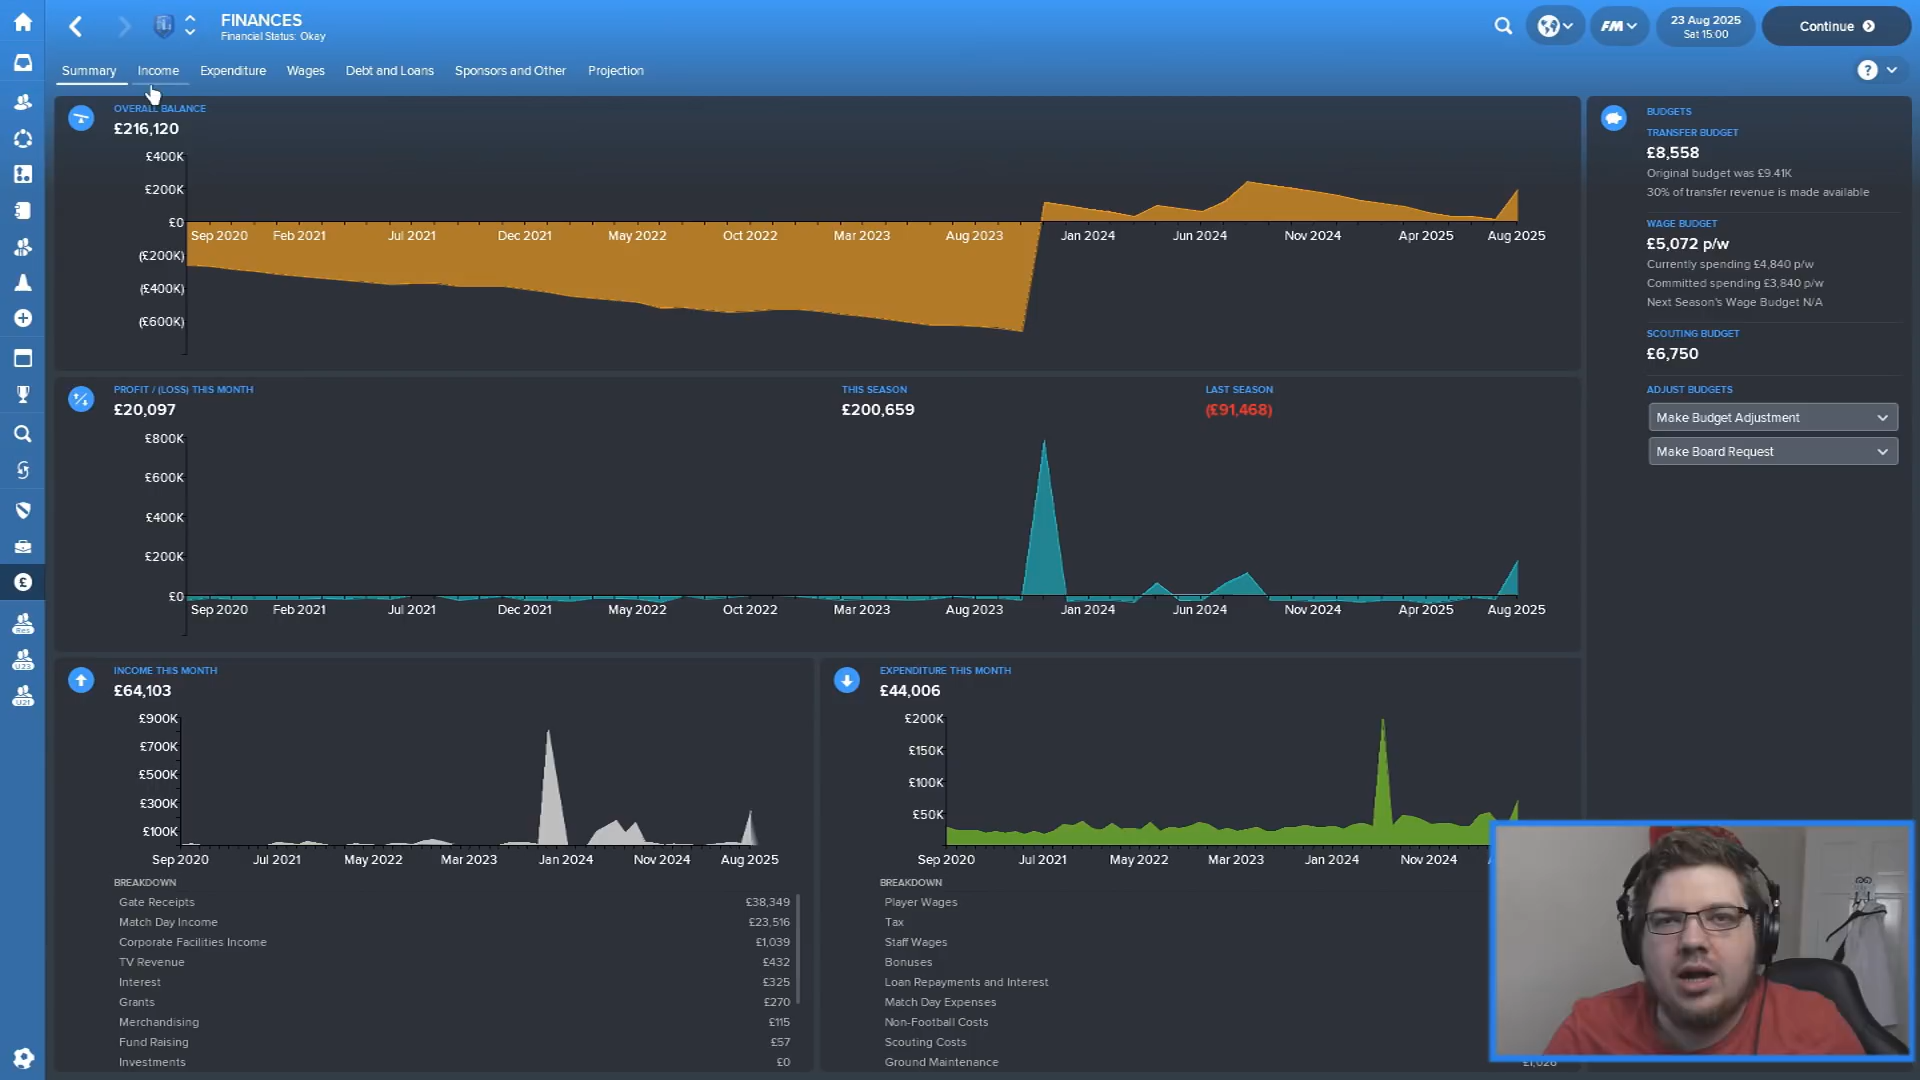 FINANCES
Financial Status: Okay
FM
23 Aug 2025
Sat 15:00
Continue
Summary
Income
Expenditure
Wages
Debt and Loans
Sponsors and Other
Projection
?
OVERALL BALANCE
£216,120
£400K
£200K
£0
(£200K)
(£400K)
(£600K)
Sep 2020
Feb 2021
Jul 2021
Dec 2021
May 2022
Oct 2022
Mar 2023
Aug 2023
Jan 2024
Jun 2024
Nov 2024
Apr 2025
Aug 2025
PROFIT / (LOSS) THIS MONTH
£20,097
THIS SEASON
£200,659
LAST SEASON
(£91,468)
£800K
£600K
£400K
£200K
£0
Sep 2020
Feb 2021
Jul 2021
Dec 2021
May 2022
Oct 2022
Mar 2023
Aug 2023
Jan 2024
Jun 2024
Nov 2024
Apr 2025
Aug 2025
INCOME THIS MONTH
£64,103
£900K
£700K
£500K
£300K
£100K
Sep 2020
Jul 2021
May 2022
Mar 2023
Jan 2024
Nov 2024
Aug 2025
BREAKDOWN
Gate Receipts £38,349
Match Day Income £23,516
Corporate Facilities Income £1,039
TV Revenue £432
Interest £325
Grants £270
Merchandising £115
Fund Raising £57
Investments £0
EXPENDITURE THIS MONTH
£44,006
£200K
£150K
£100K
£50K
Sep 2020
Jul 2021
May 2022
Mar 2023
Jan 2024
Nov 2024
BREAKDOWN
Player Wages
Tax
Staff Wages
Bonuses
Loan Repayments and Interest
Match Day Expenses
Non-Football Costs
Scouting Costs
Ground Maintenance
BUDGETS
TRANSFER BUDGET
£8,558
Original budget was £9.41K
30% of transfer revenue is made available
WAGE BUDGET
£5,072 p/w
Currently spending £4,840 p/w
Committed spending £3,840 p/w
Next Season's Wage Budget N/A
SCOUTING BUDGET
£6,750
ADJUST BUDGETS
Make Budget Adjustment
Make Board Request
£
Res
U23
U21